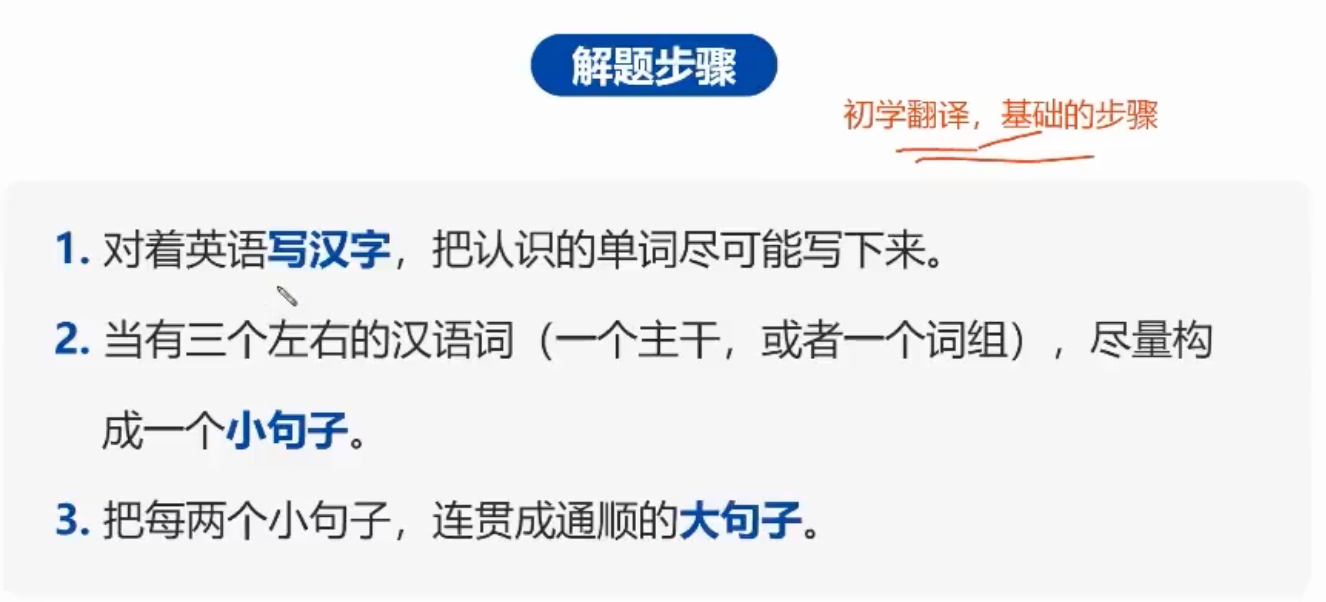 解题步骤
初学翻译，基础的步骤
1. 对着英语写汉字，把认识的单词尽可能写下来。
2. 当有三个左右的汉语词（一个主干，或者一个词组），尽量构
成一个小句子。
3. 把每两个小句子，连贯成通顺的大句子。